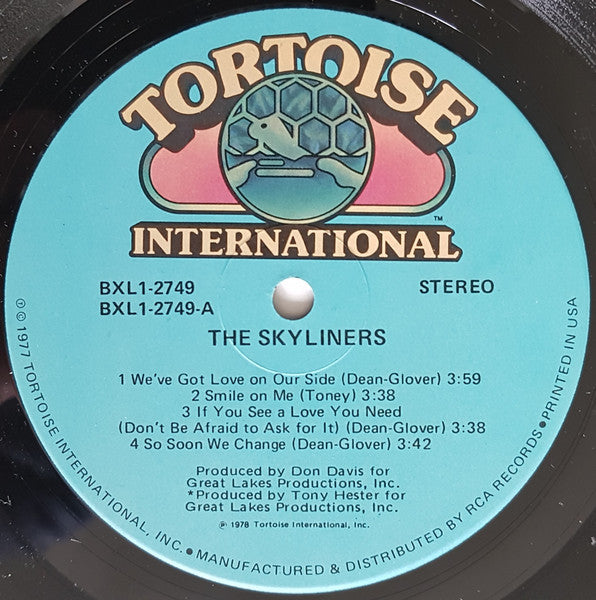 TORTOISE
INTERNATIONAL
™
BXL1-2749
STEREO
BXL1-2749-A
THE SKYLINERS
1 We've Got Love on Our Side (Dean-Glover) 3:59
2 Smile on Me (Toney) 3:38
3 If You See a Love You Need
(Don't Be Afraid to Ask for It) (Dean-Glover) 3:38
4 So Soon We Change (Dean-Glover) 3:42
Produced by Don Davis for
Great Lakes Productions, Inc.
*Produced by Tony Hester for
Great Lakes Productions, Inc.
℗ 1978 Tortoise International, Inc.
℗ © 1977 TORTOISE INTERNATIONAL, INC. • MANUFACTURED & DISTRIBUTED BY RCA RECORDS • PRINTED IN USA